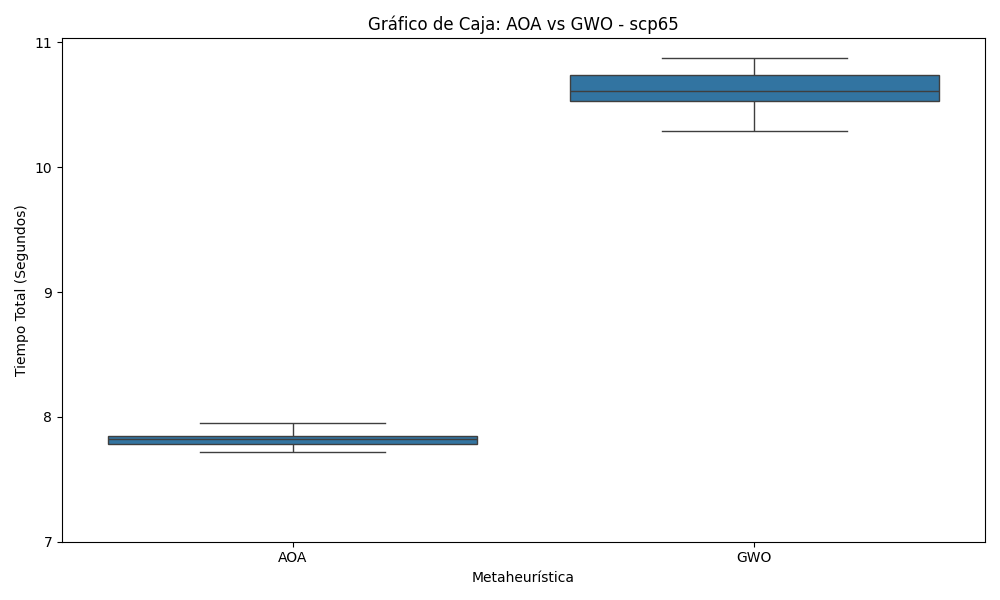 Gráfico de Caja: AOA vs GWO - scp65
Tiempo Total (Segundos)
11
10
9
8
7
AOA
GWO
Metaheurística